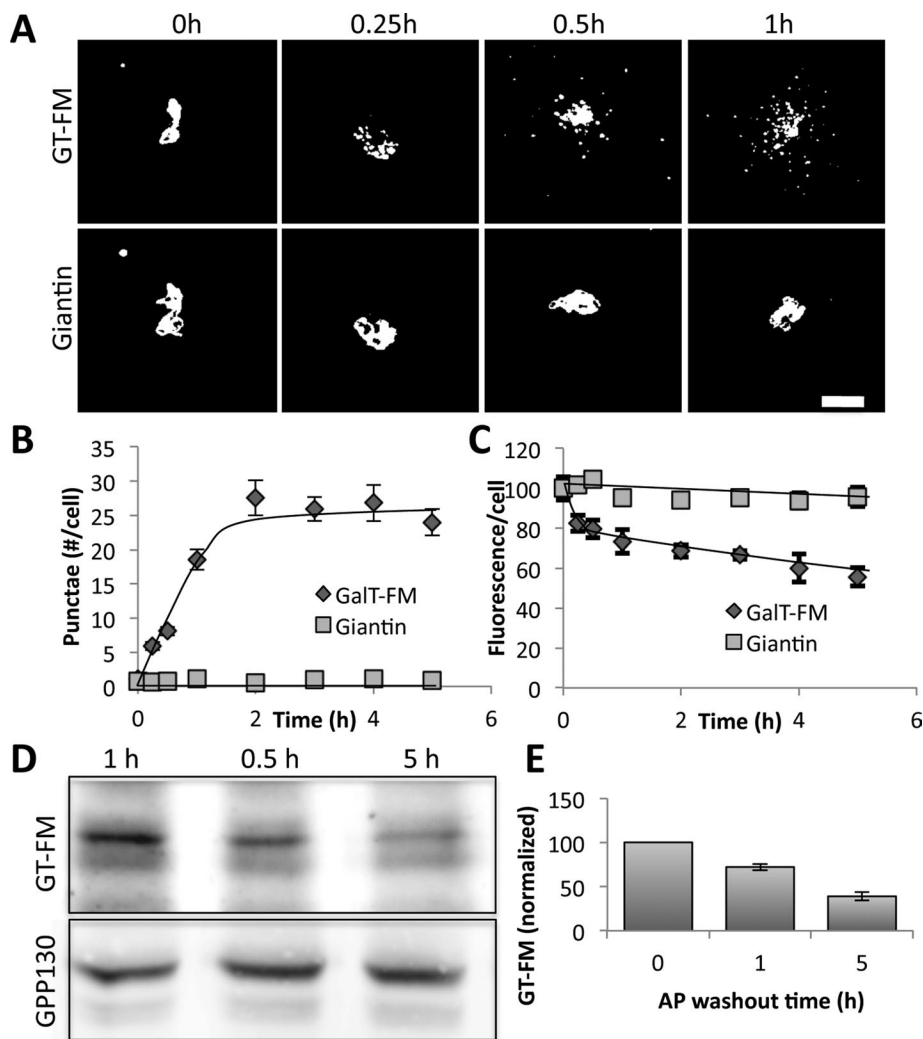 A
0h 0.25h 0.5h 1h
GT-FM
Giantin
B
Punctae (#/cell)
35
30
25
20
15
10
5
0
GalT-FM
Giantin
0 2 4 6
Time (h)
C
Fluorescence/cell
120
100
80
60
40
20
0
GalT-FM
Giantin
0 2 4 6
Time (h)
D
1 h 0.5 h 5 h
GT-FM
GPP130
E
GT-FM (normalized)
150
100
50
0
0 1 5
AP washout time (h)